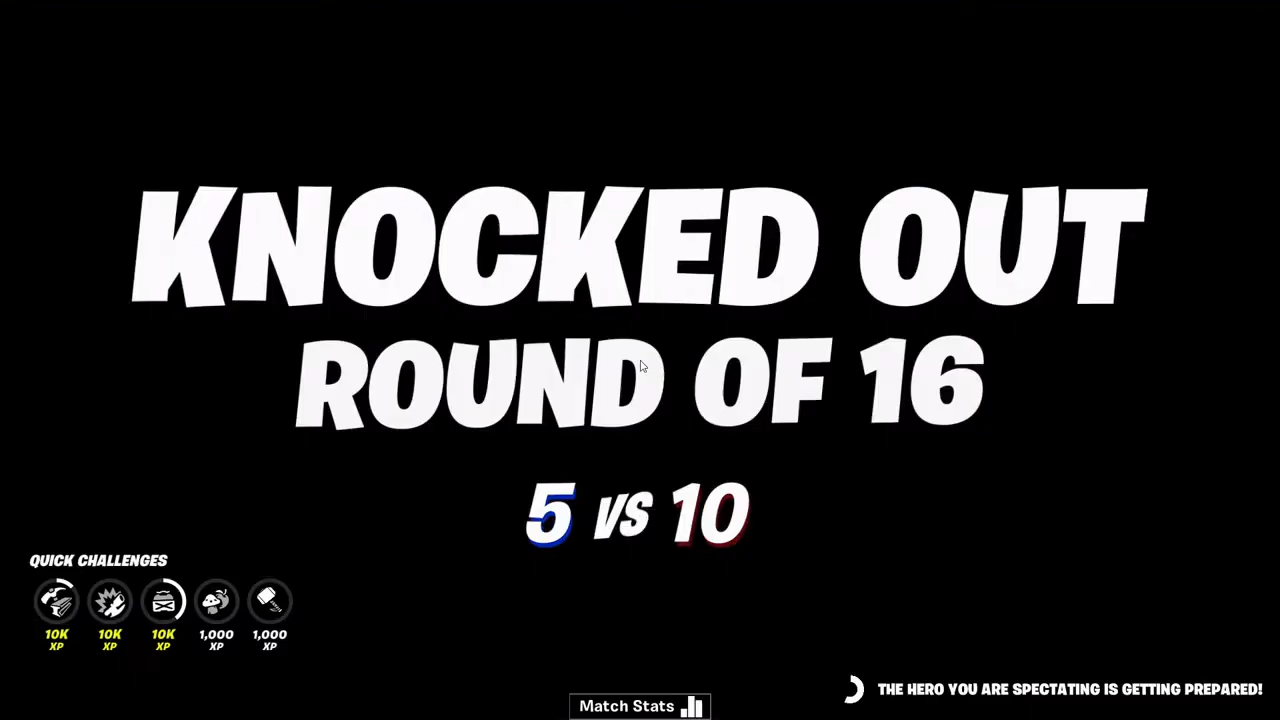 KNOCKED OUT
ROUND OF 16
5 VS 10
QUICK CHALLENGES
10K 10K 10K 1,000 1,000
XP XP XP XP XP
Match Stats
THE HERO YOU ARE SPECTATING IS GETTING PREPARED!